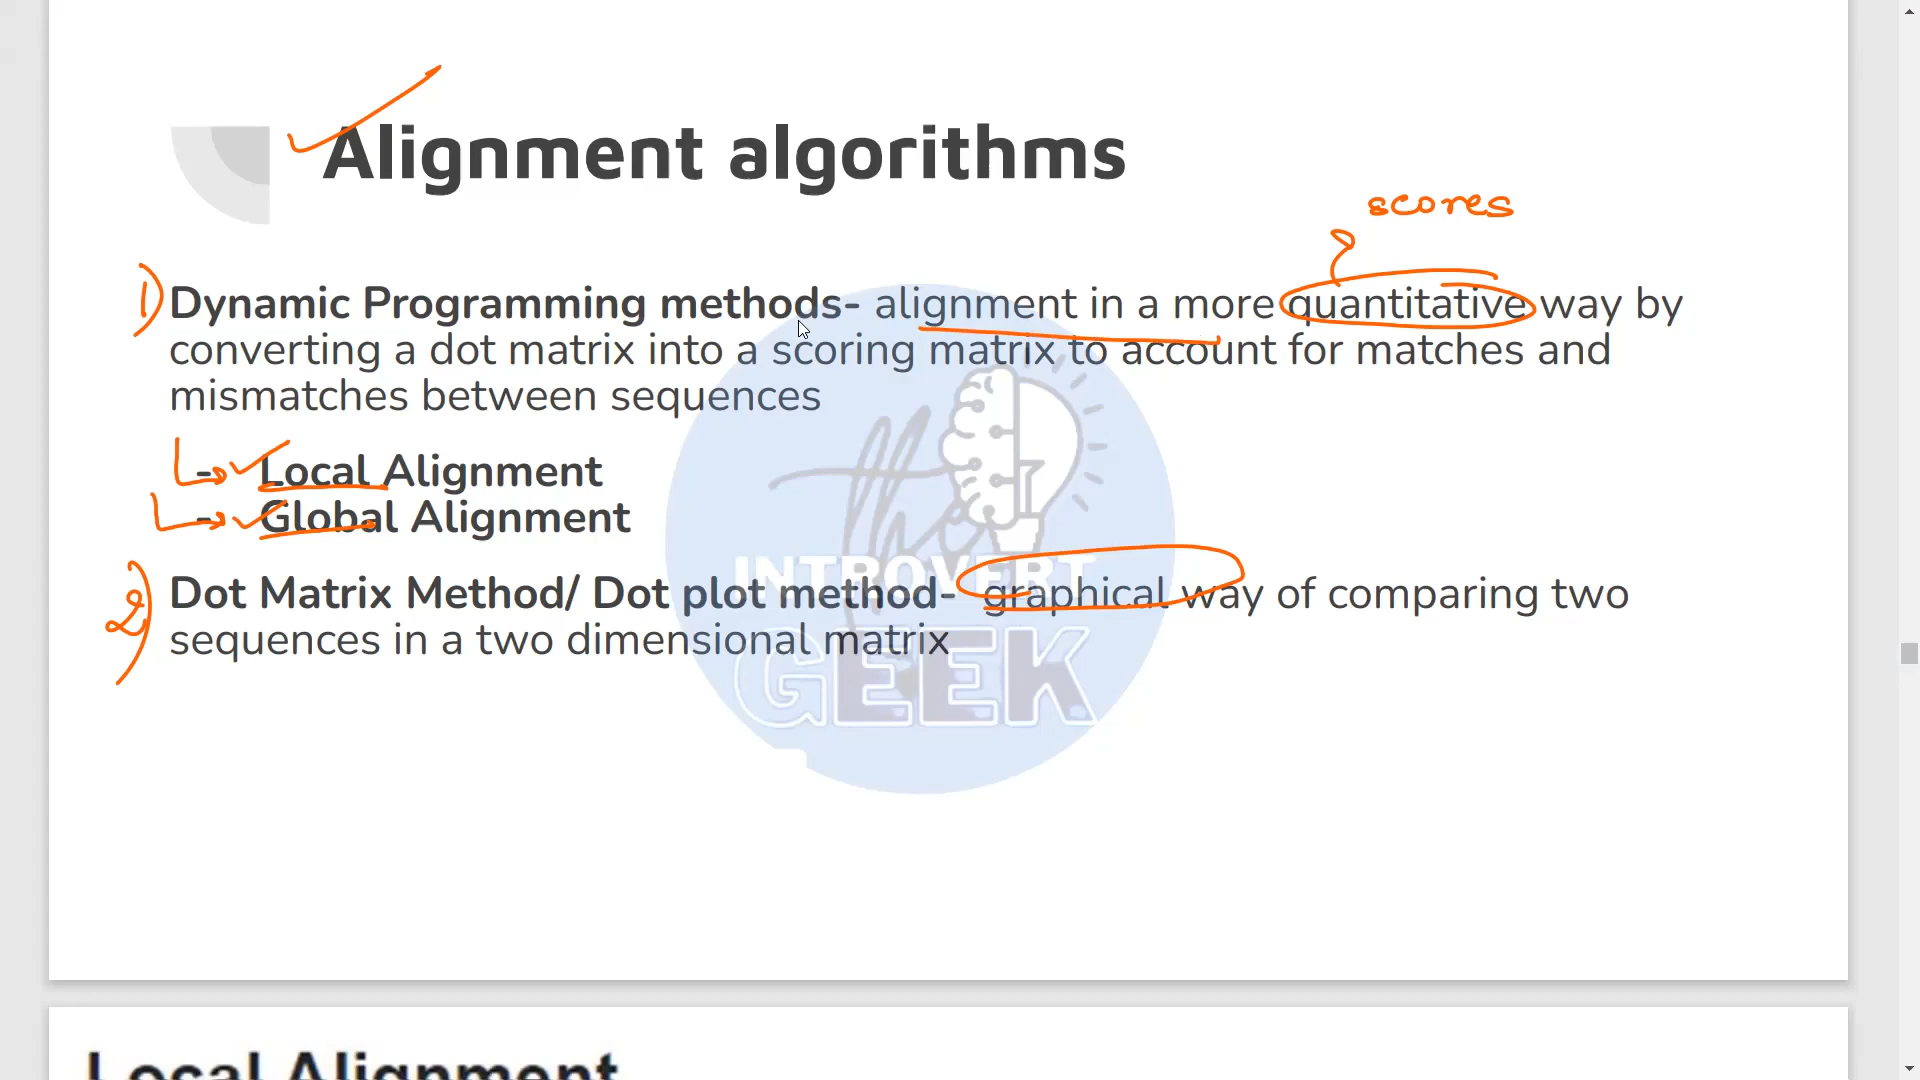 Alignment algorithms
scores
1) Dynamic Programming methods- alignment in a more quantitative way by
converting a dot matrix into a scoring matrix to account for matches and
mismatches between sequences
- Local Alignment
- Global Alignment
2) Dot Matrix Method/ Dot plot method- graphical way of comparing two
sequences in a two dimensional matrix
the
INTROVERT
GEEK
Local Alignment